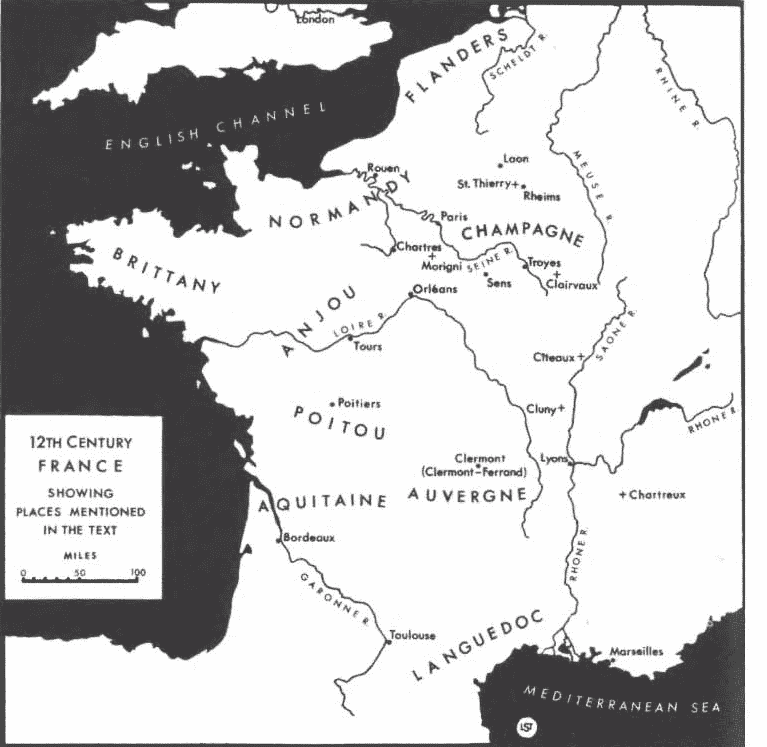 London
FLANDERS
SCHELDT R.
RHINE R.
ENGLISH CHANNEL
Laon
MEUSE R.
Rouen
St. Thierry
Rheims
NORMANDY
Paris
CHAMPAGNE
Chartres
BRITTANY
Morigni
SEINE R.
Troyes
Sens
Clairvaux
Orléans
ANJOU
LOIRE R.
SAONE R.
Tours
Cîteaux
Poitiers
Cluny
POITOU
RHONE R.
12TH CENTURY
FRANCE
SHOWING
PLACES MENTIONED
IN THE TEXT
MILES
0 50 100
Clermont
(Clermont-Ferrand)
Lyons
AQUITAINE
AUVERGNE
Chartreux
Bordeaux
RHONE R.
GARONNE R.
Toulouse
LANGUEDOC
Marseilles
MEDITERRANEAN SEA
LST